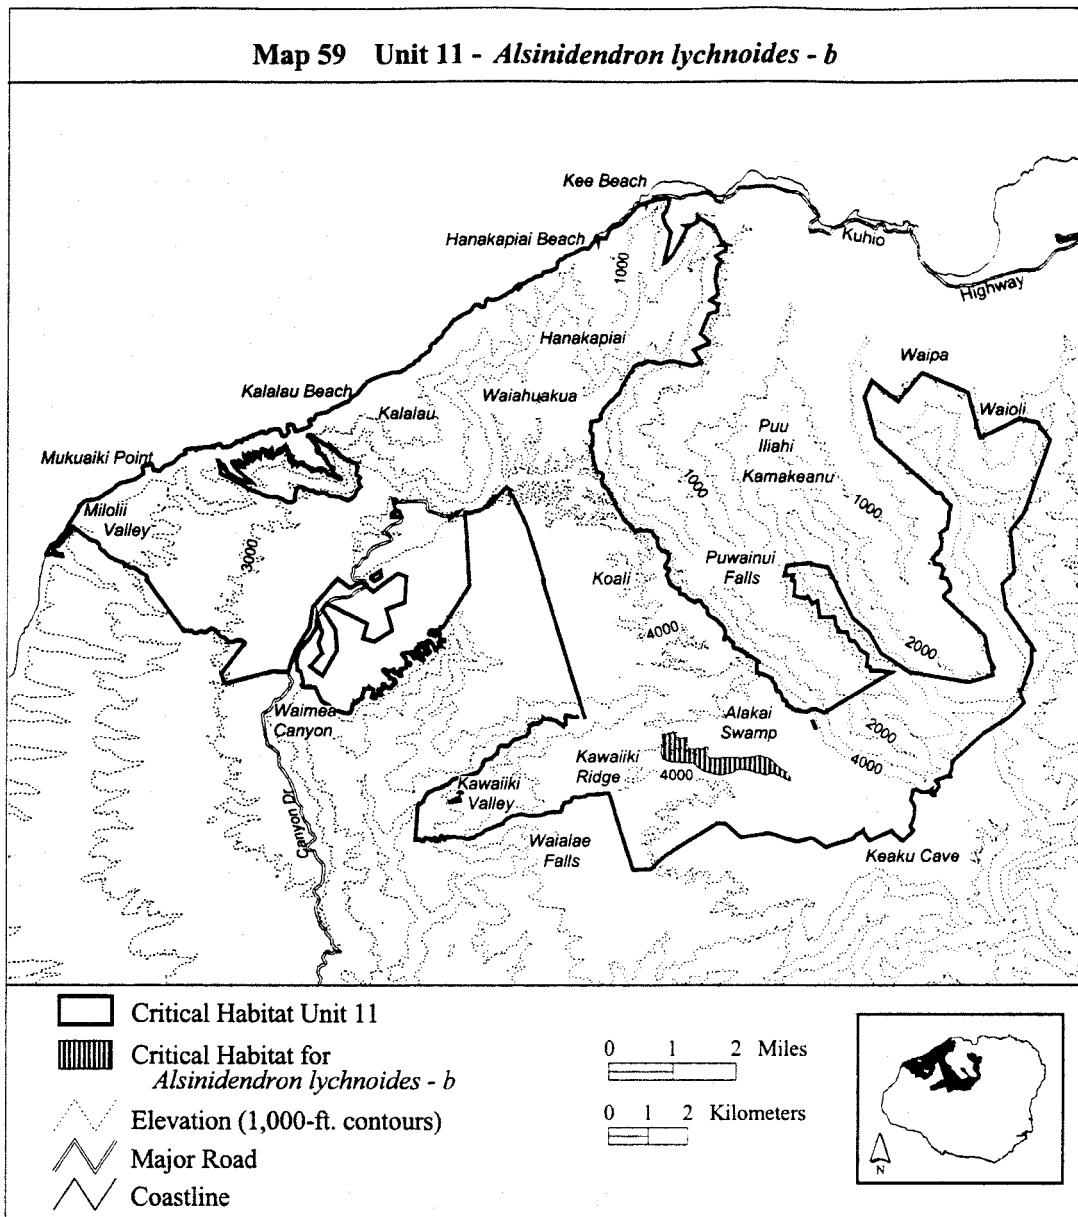 Map 59 Unit 11 - Alsinidendron lychnoides - b
Kee Beach
Hanakapiai Beach
Kuhio
Highway
1000
Hanakapiai
Waipa
Kalalau Beach
Waiahuakua
Kalalau
Waioli
Puu
Iliahi
Mukuaiki Point
Kamakeanu
1000
1000
Milolii
Valley
3000
Koali
Puwainui
Falls
4000
2000
Waimea
Canyon
Alakai
Swamp
2000
4000
Kawaiiki
Ridge
4000
Kawaiiki
Valley
Canyon Dr
Waialae
Falls
Keaku Cave
Critical Habitat Unit 11
Critical Habitat for
Alsinidendron lychnoides - b
Elevation (1,000-ft. contours)
Major Road
Coastline
0 1 2 Miles
0 1 2 Kilometers
N